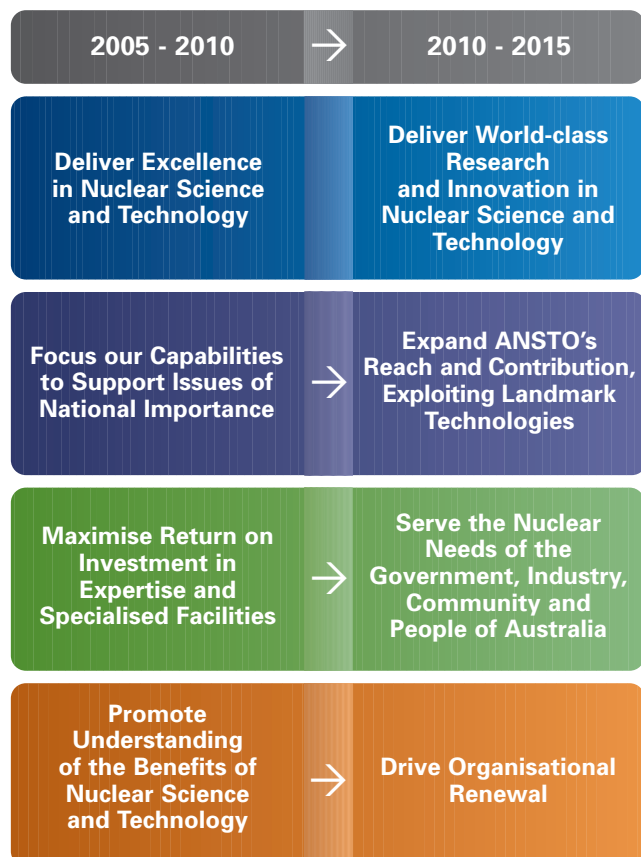 2005 - 2010 → 2010 - 2015
Deliver Excellence
in Nuclear Science
and Technology
Deliver World-class
Research
and Innovation in
Nuclear Science and
Technology
Focus our Capabilities
to Support Issues of
National Importance
→
Expand ANSTO’s
Reach and Contribution,
Exploiting Landmark
Technologies
Maximise Return on
Investment in
Expertise and
Specialised Facilities
→
Serve the Nuclear
Needs of the
Government, Industry,
Community and
People of Australia
Promote
Understanding
of the Benefits of
Nuclear Science
and Technology
→
Drive Organisational
Renewal